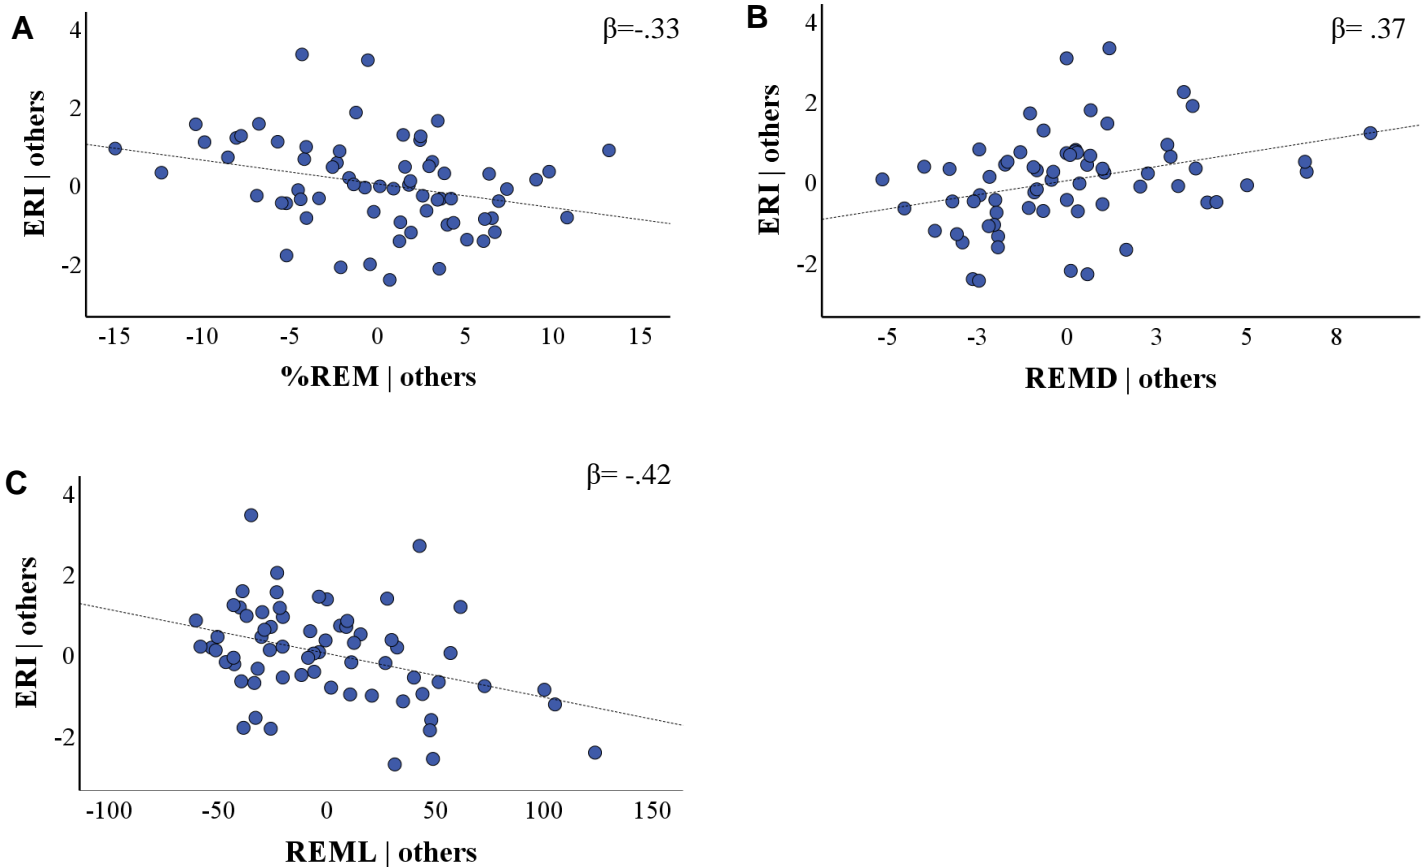 A
β=-.33
4
2
0
-2
ERI | others
-15 -10 -5 0 5 10 15
%REM | others
B
β= .37
4
2
0
-2
ERI | others
-5 -3 0 3 5 8
REMD | others
C
β= -.42
4
2
0
-2
ERI | others
-100 -50 0 50 100 150
REML | others